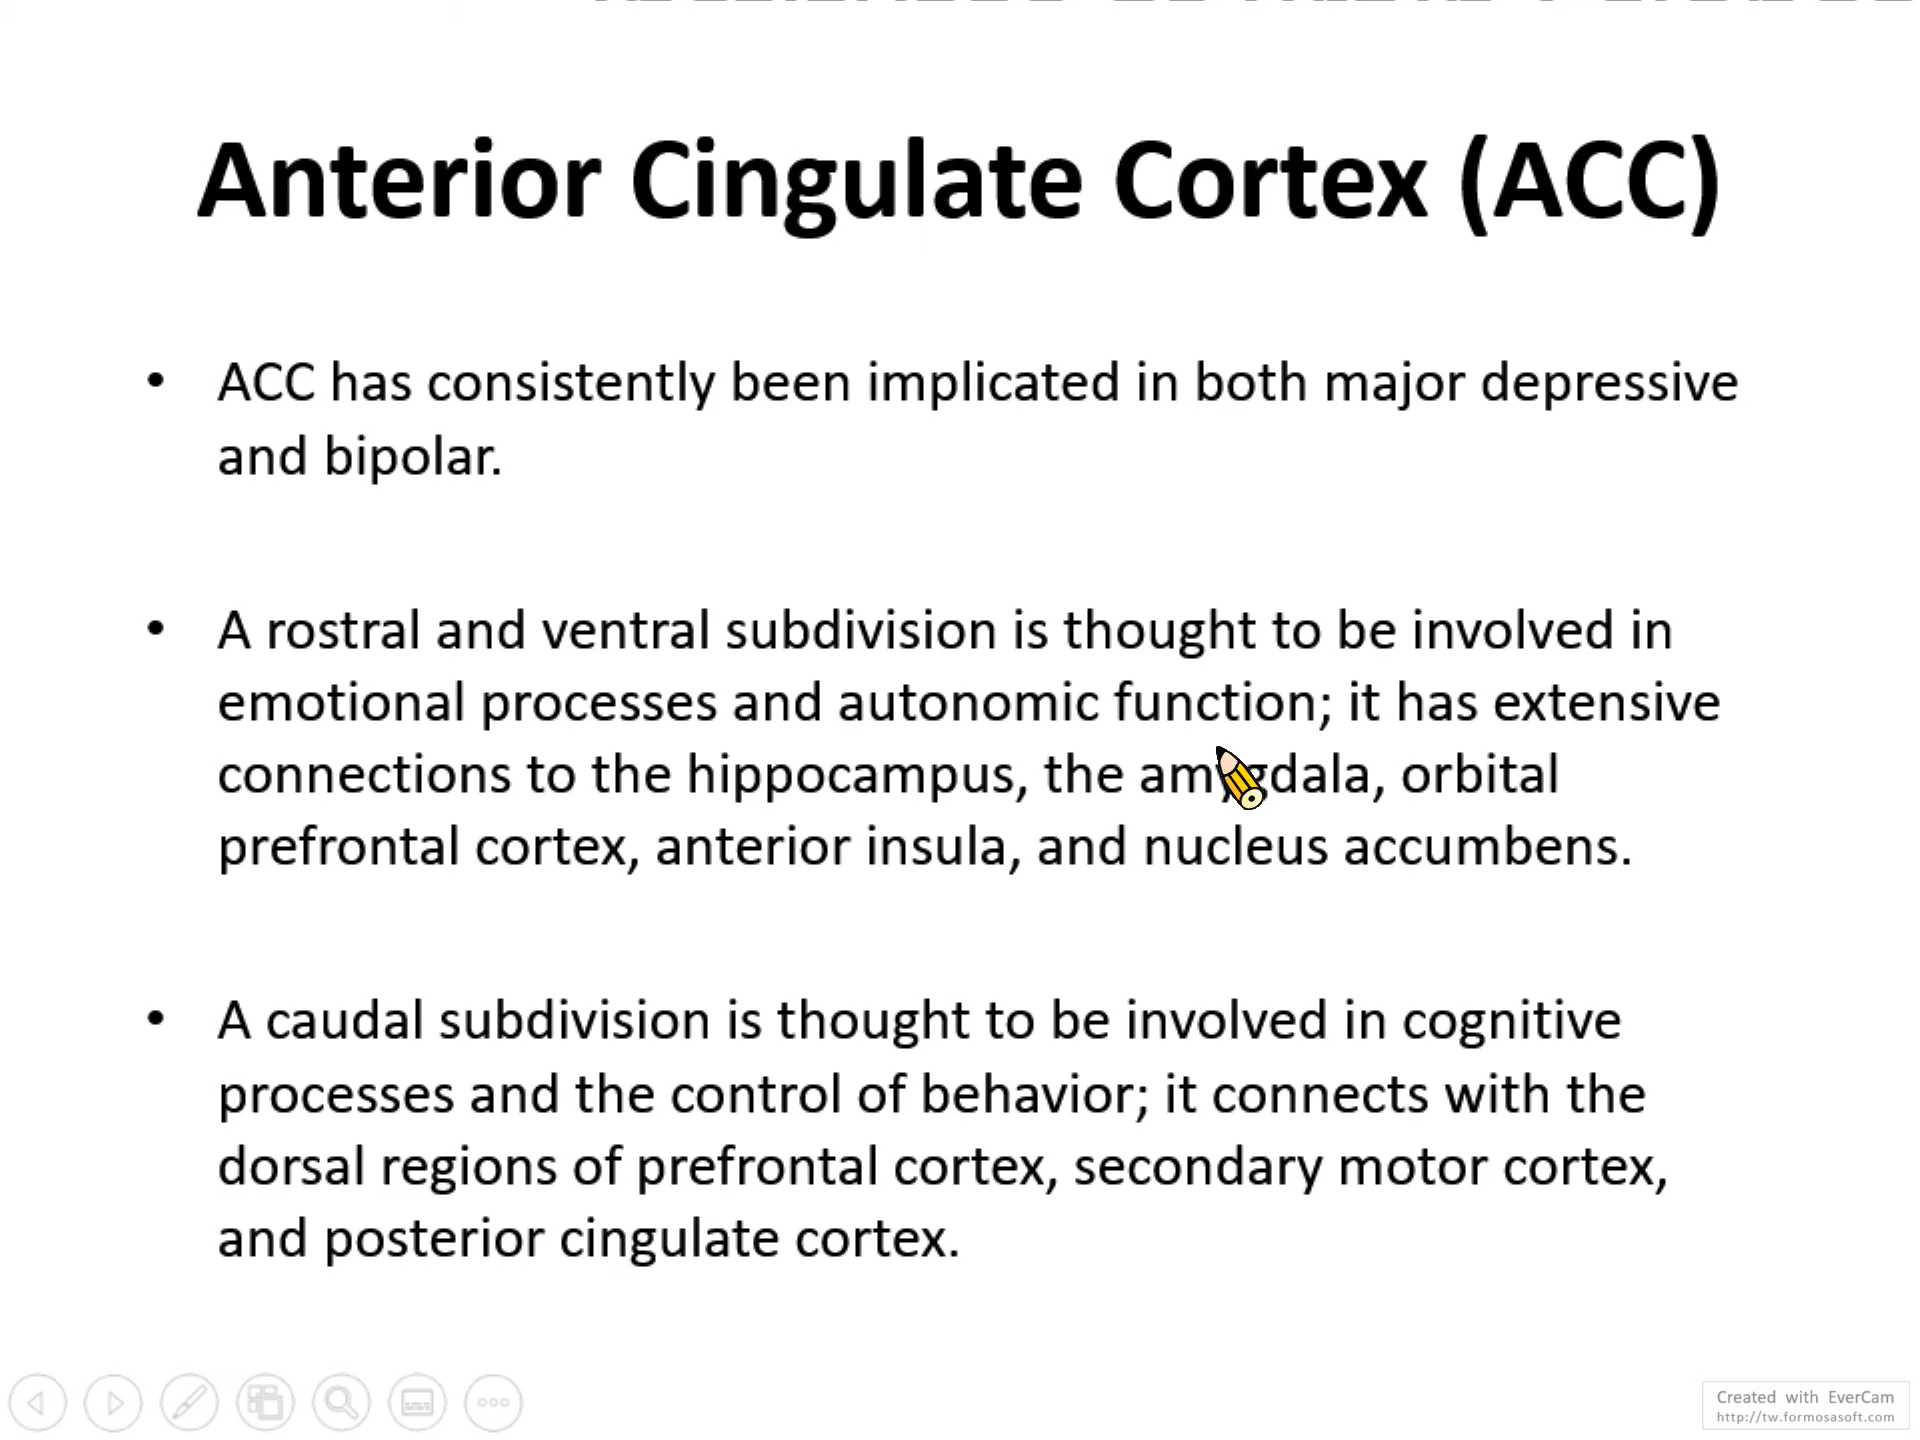 Anterior Cingulate Cortex (ACC)
• ACC has consistently been implicated in both major depressive
and bipolar.
• A rostral and ventral subdivision is thought to be involved in
emotional processes and autonomic function; it has extensive
connections to the hippocampus, the amygdala, orbital
prefrontal cortex, anterior insula, and nucleus accumbens.
• A caudal subdivision is thought to be involved in cognitive
processes and the control of behavior; it connects with the
dorsal regions of prefrontal cortex, secondary motor cortex,
and posterior cingulate cortex.
Created with EverCam
http://tw.formosasoft.com